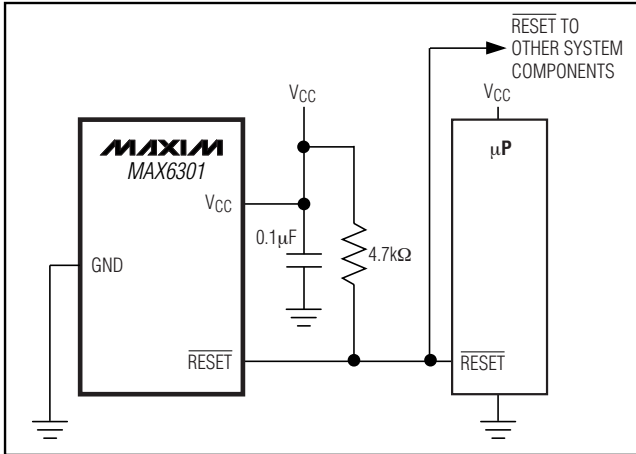 RESET TO
OTHER SYSTEM
COMPONENTS
VCC
VCC
MAXIM
MAX6301
µP
VCC
0.1µF
4.7kΩ
GND
RESET
RESET